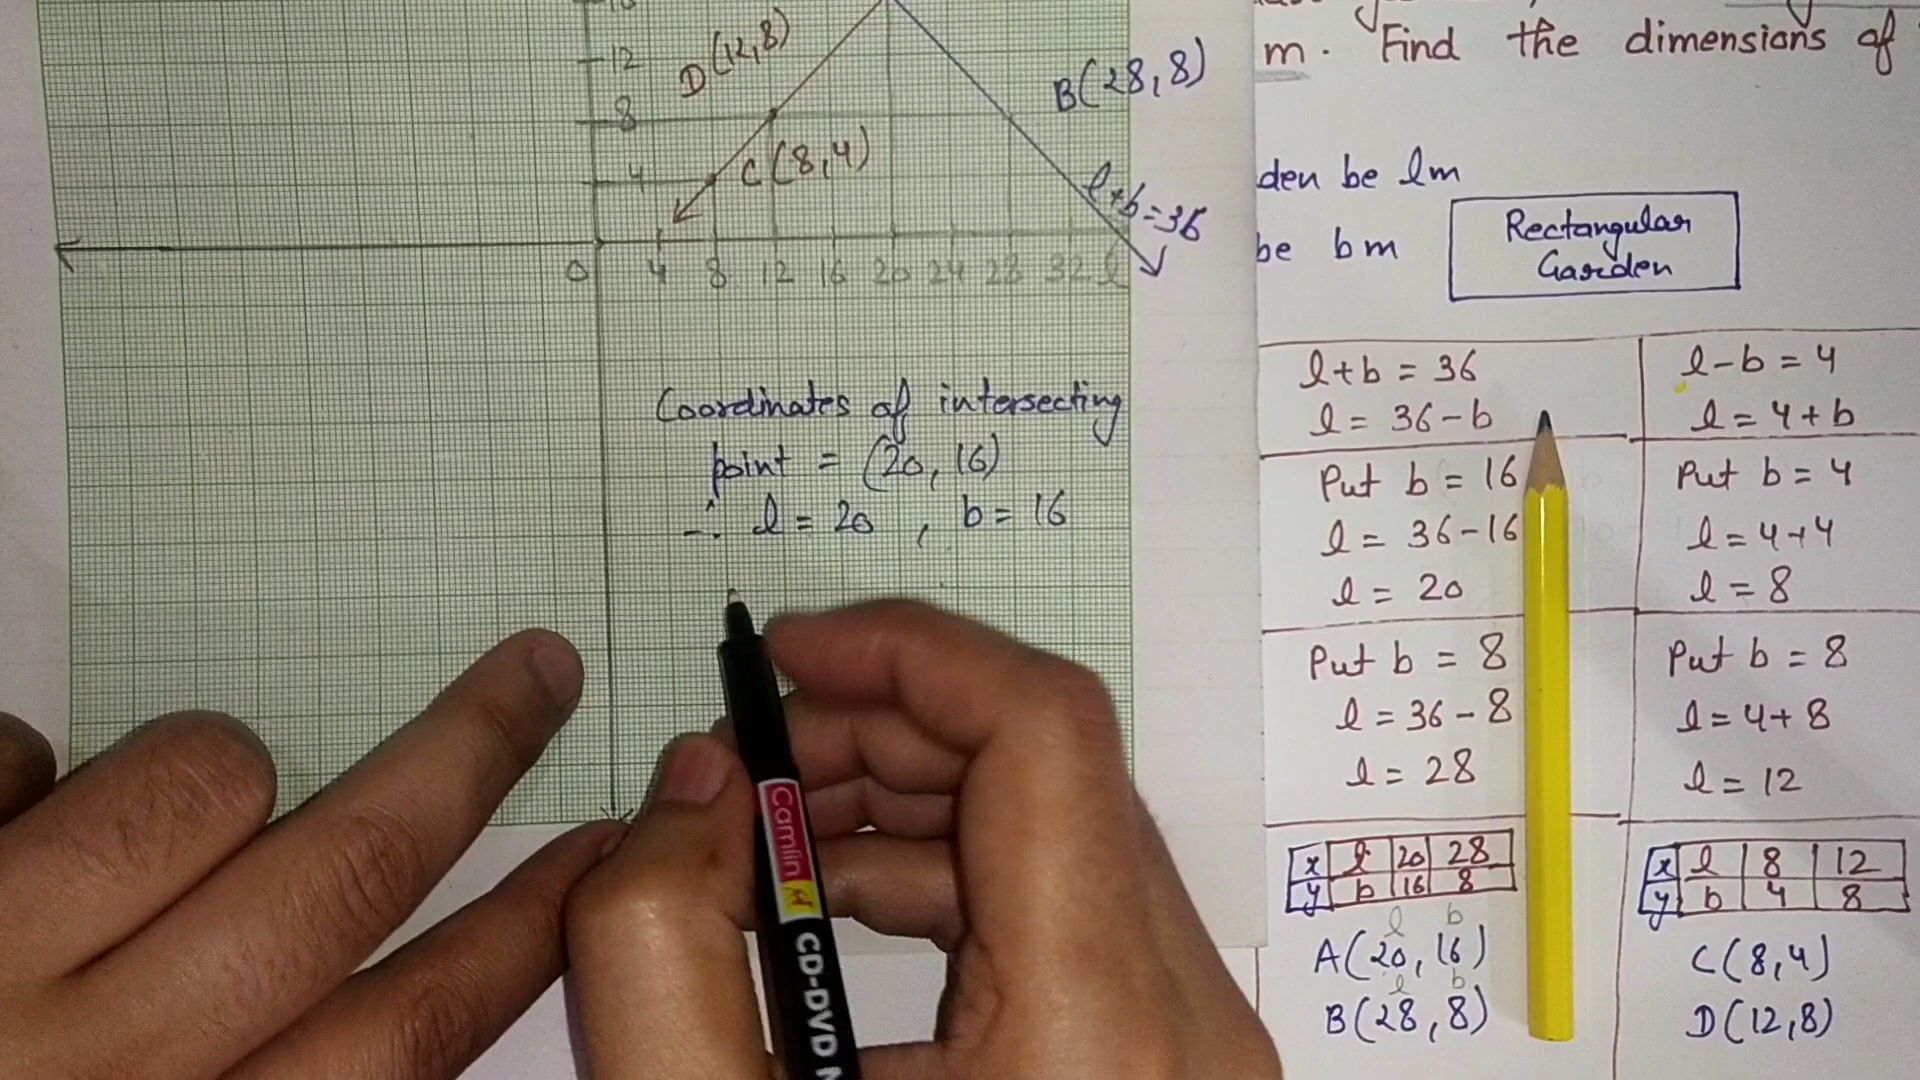 12
D(12,8)
B(28,8)
8
C(8,4)
4
l+b=36
0 4 8 12 16 20 24 28 32 l
Coordinates of intersecting
point = (20, 16)
∴ l = 20 , b = 16
Camlin
CD-DVD
m. Find the dimensions of
den be lm
be b m
Rectangular
Garden
l+b = 36
l = 36-b
Put b = 16
l = 36-16
l = 20
Put b = 8
l = 36-8
l = 28
x l 20 28
y b 16 8
l b
A(20, 16)
l b
B(28, 8)
l-b = 4
l = 4+b
Put b = 4
l = 4+4
l = 8
Put b = 8
l = 4+8
l = 12
x l 8 12
y b 4 8
C(8,4)
D(12,8)